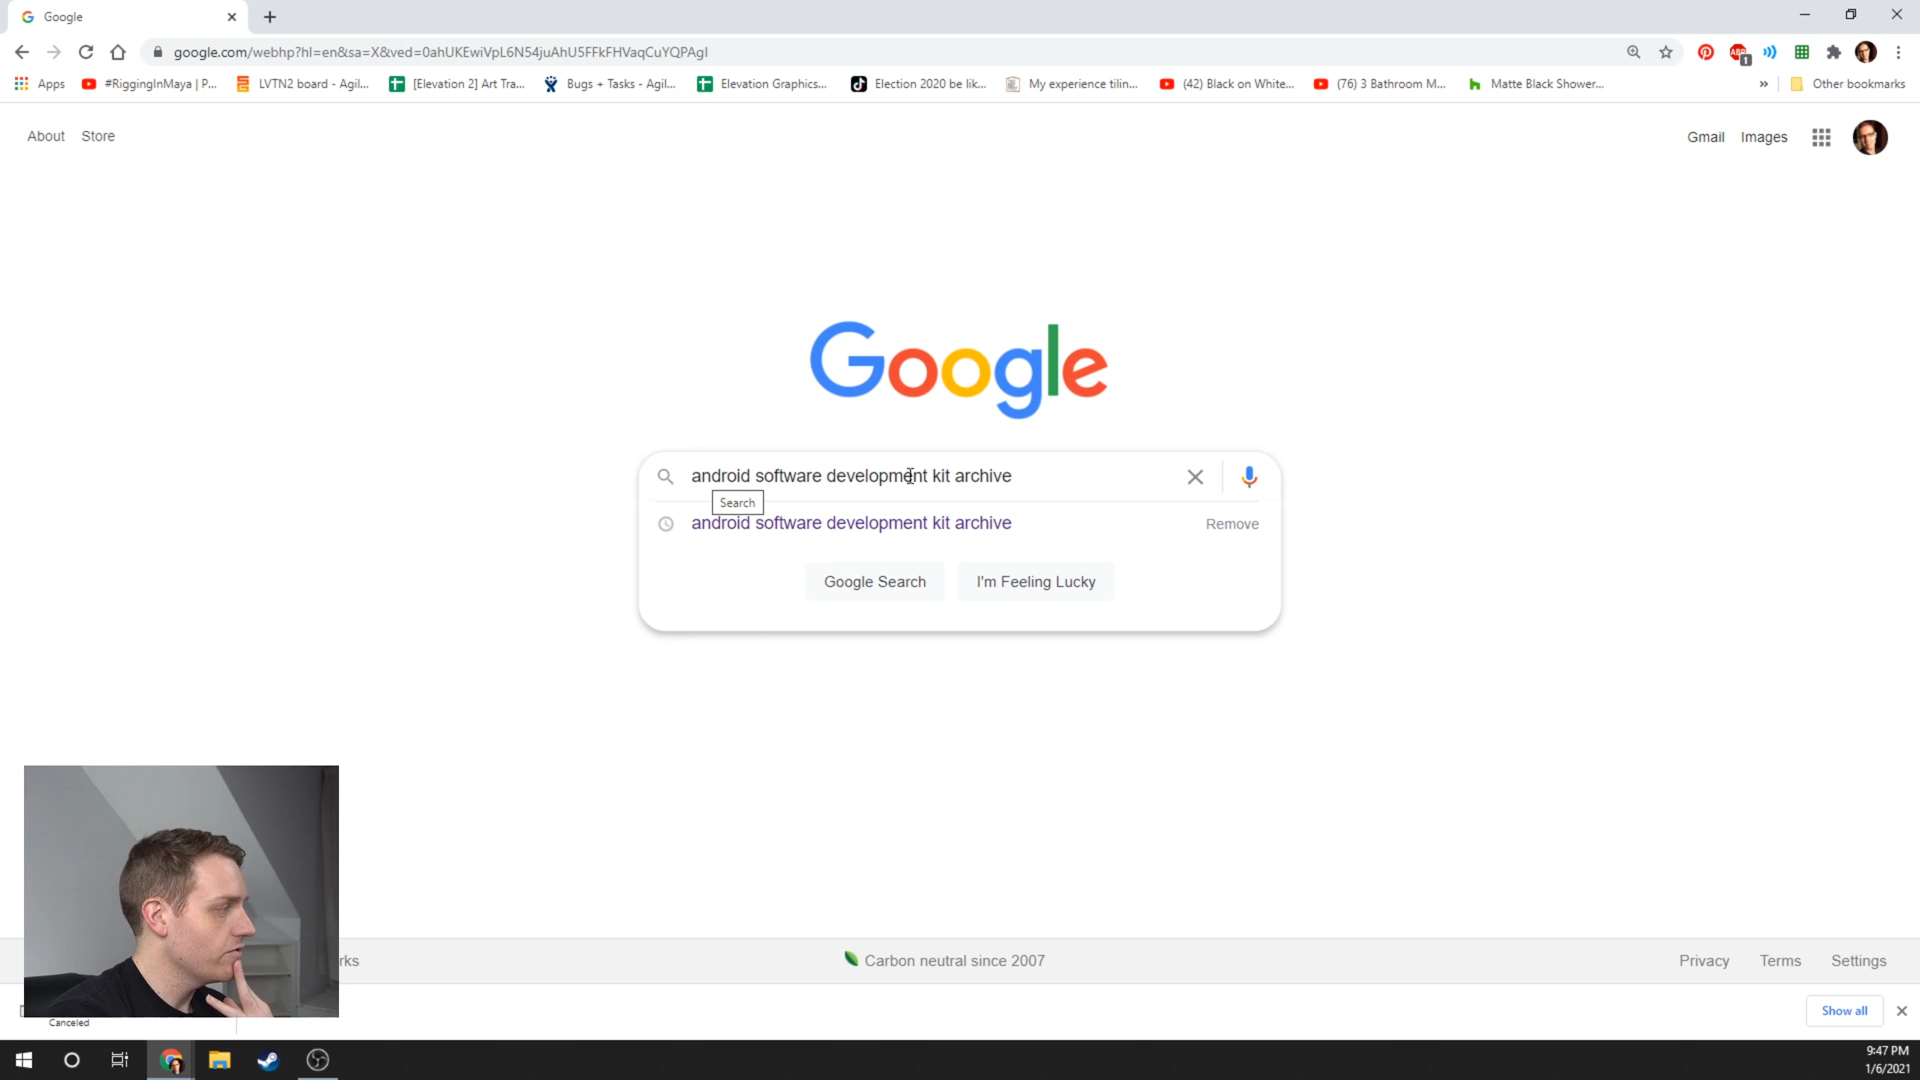 Google
google.com/webhp?hl=en&sa=X&ved=0ahUKEwiVpL6N54juAhU5FFkFHVaqCuYQPAgI
Apps #RiggingInMaya | P... LVTN2 board - Agil... [Elevation 2] Art Tra... Bugs + Tasks - Agil... Elevation Graphics... Election 2020 be lik... My experience tilin... (42) Black on White... (76) 3 Bathroom M... Matte Black Shower... » Other bookmarks
About Store Gmail Images
Google
android software development kit archive
Search
android software development kit archive Remove
Google Search I'm Feeling Lucky
rks Carbon neutral since 2007 Privacy Terms Settings
Show all
Canceled
9:47 PM
1/6/2021